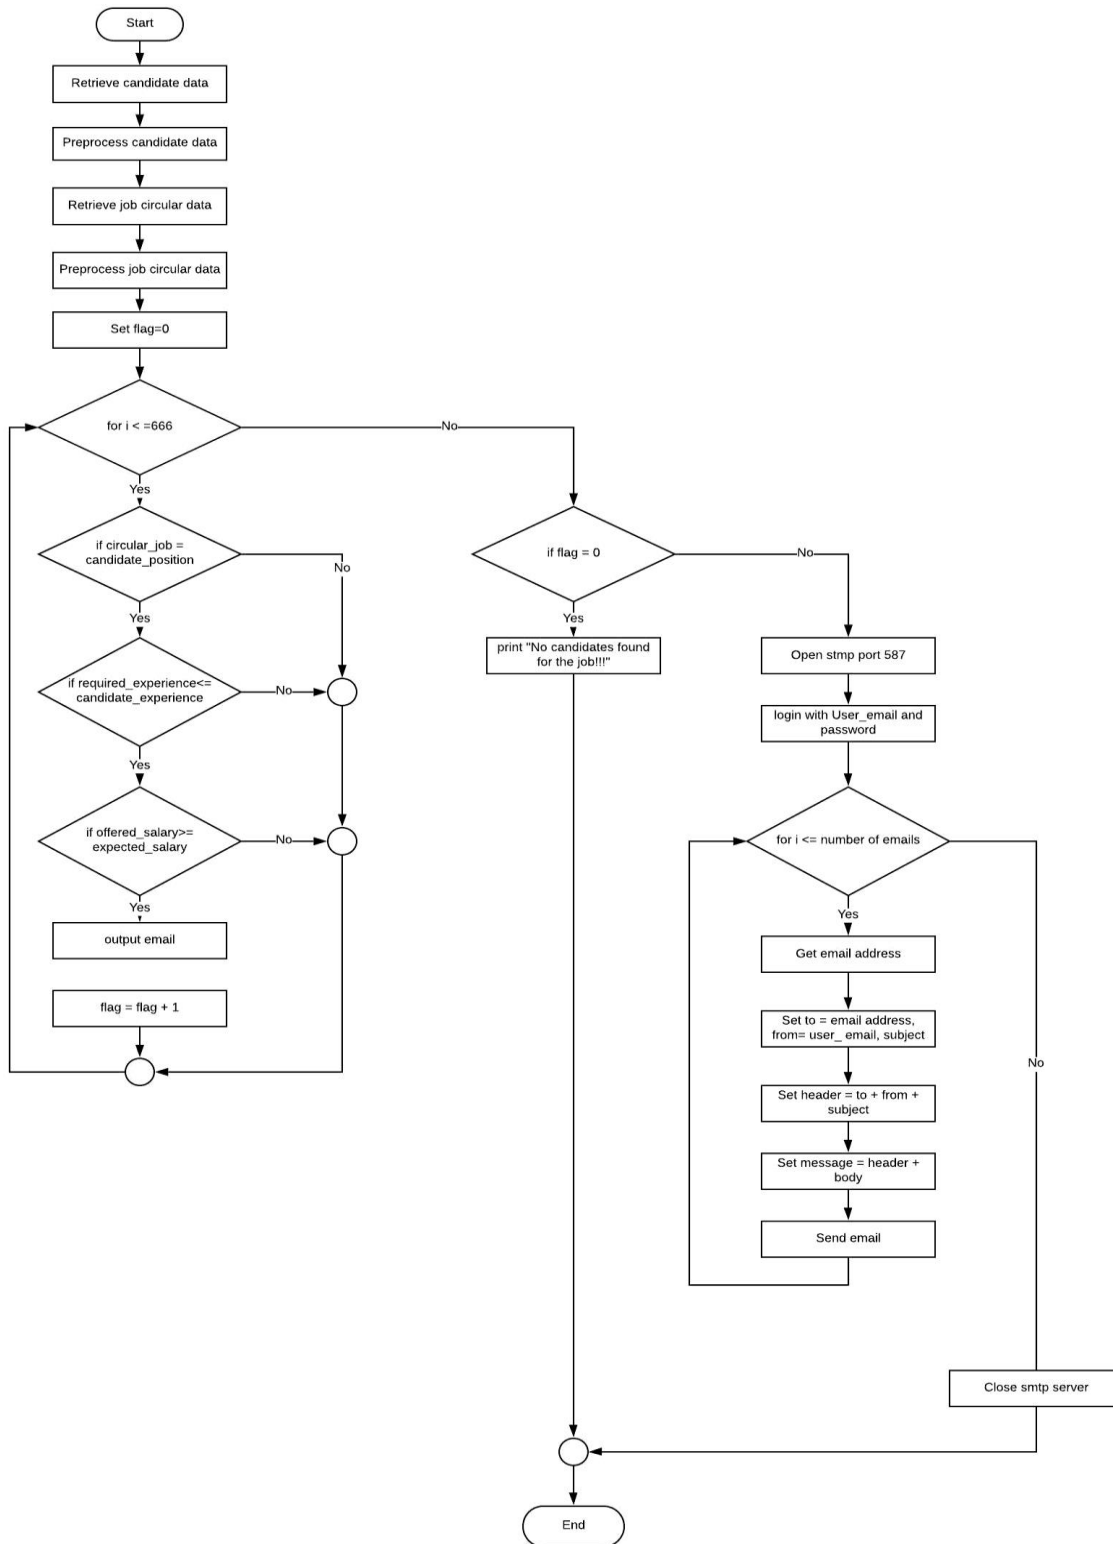 Start
Retrieve candidate data
Preprocess candidate data
Retrieve job circular data
Preprocess job circular data
Set flag=0
for i < =666
No
Yes
if circular_job =
candidate_position
No
Yes
if required_experience<=
candidate_experience
No
Yes
if offered_salary>=
expected_salary
No
Yes
output email
flag = flag + 1
if flag = 0
No
Yes
print "No candidates found
for the job!!!"
Open stmp port 587
login with User_email and
password
for i <= number of emails
Yes
Get email address
Set to = email address,
from= user_ email, subject
Set header = to + from +
subject
Set message = header +
body
Send email
No
Close smtp server
End